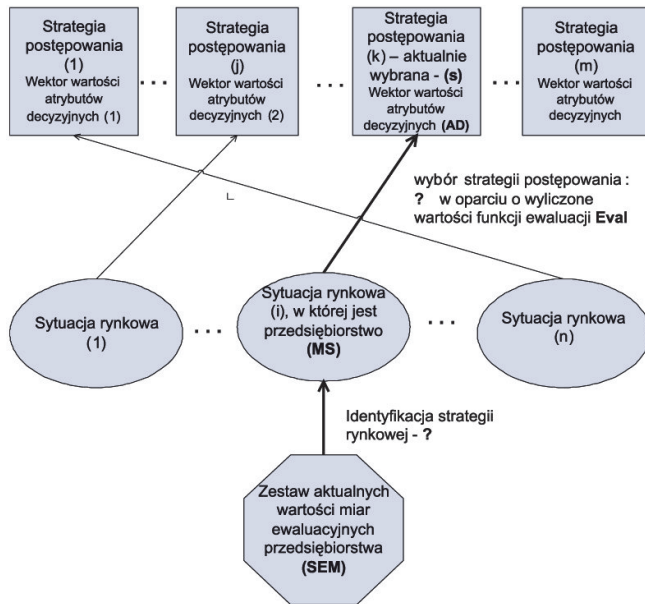 Strategia
postępowania
(1)
Wektor wartości
atrybutów
decyzyjnych (1)
...
Strategia
postępowania
(j)
Wektor wartości
atrybutów
decyzyjnych (2)
...
Strategia
postępowania
(k) – aktualnie
wybrana - (s)
Wektor wartości
atrybutów
decyzyjnych (AD)
...
Strategia
postępowania
(m)
Wektor wartości
atrybutów
decyzyjnych
wybór strategii postępowania :
? w oparciu o wyliczone
wartości funkcji ewaluacji Eval
Sytuacja rynkowa
(1)
...
Sytuacja rynkowa
(i), w której jest
przedsiębiorstwo
(MS)
...
Sytuacja rynkowa
(n)
Identyfikacja strategii
rynkowej - ?
Zestaw aktualnych
wartości miar
ewaluacyjnych
przedsiębiorstwa
(SEM)